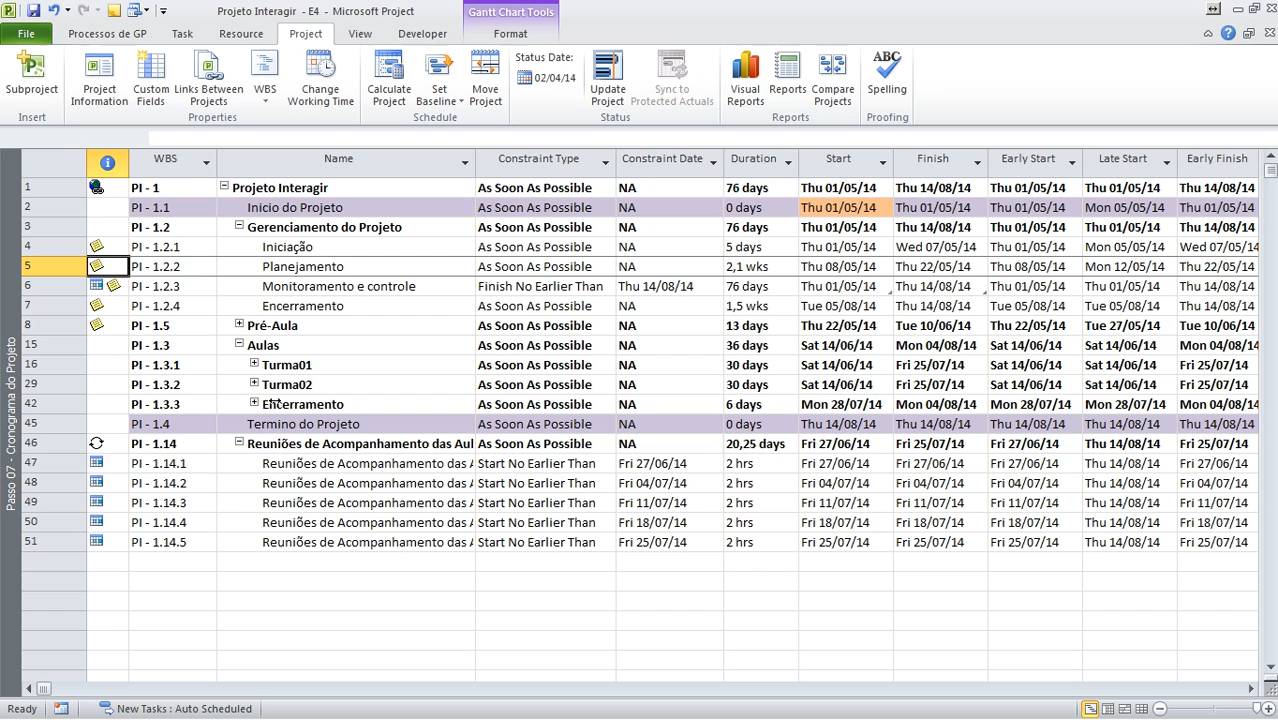 Projeto Interagir - E4 - Microsoft Project
Gantt Chart Tools
File Processos de GP Task Resource Project View Developer Format
Subproject Project Information Custom Fields Links Between Projects WBS Change Working Time Calculate Project Set Baseline Move Project Status Date: 02/04/14 Update Project Sync to Protected Actuals Visual Reports Reports Compare Projects ABC Spelling
Insert Properties Schedule Status Reports Proofing
WBS Name Constraint Type Constraint Date Duration Start Finish Early Start Late Start Early Finish
1 PI - 1 Projeto Interagir As Soon As Possible NA 76 days Thu 01/05/14 Thu 14/08/14 Thu 01/05/14 Thu 01/05/14 Thu 14/08/14
2 PI - 1.1 Inicio do Projeto As Soon As Possible NA 0 days Thu 01/05/14 Thu 01/05/14 Thu 01/05/14 Mon 05/05/14 Thu 01/05/14
3 PI - 1.2 Gerenciamento do Projeto As Soon As Possible NA 76 days Thu 01/05/14 Thu 14/08/14 Thu 01/05/14 Thu 01/05/14 Thu 14/08/14
4 PI - 1.2.1 Iniciação As Soon As Possible NA 5 days Thu 01/05/14 Wed 07/05/14 Thu 01/05/14 Mon 05/05/14 Wed 07/05/14
5 PI - 1.2.2 Planejamento As Soon As Possible NA 2,1 wks Thu 08/05/14 Thu 22/05/14 Thu 08/05/14 Mon 12/05/14 Thu 22/05/14
6 PI - 1.2.3 Monitoramento e controle Finish No Earlier Than Thu 14/08/14 76 days Thu 01/05/14 Thu 14/08/14 Thu 01/05/14 Thu 01/05/14 Thu 14/08/14
7 PI - 1.2.4 Encerramento As Soon As Possible NA 1,5 wks Tue 05/08/14 Thu 14/08/14 Tue 05/08/14 Tue 05/08/14 Thu 14/08/14
8 PI - 1.5 Pré-Aula As Soon As Possible NA 13 days Thu 22/05/14 Tue 10/06/14 Thu 22/05/14 Tue 27/05/14 Tue 10/06/14
15 PI - 1.3 Aulas As Soon As Possible NA 36 days Sat 14/06/14 Mon 04/08/14 Sat 14/06/14 Sat 14/06/14 Mon 04/08/14
16 PI - 1.3.1 Turma01 As Soon As Possible NA 30 days Sat 14/06/14 Fri 25/07/14 Sat 14/06/14 Sat 14/06/14 Fri 25/07/14
29 PI - 1.3.2 Turma02 As Soon As Possible NA 30 days Sat 14/06/14 Fri 25/07/14 Sat 14/06/14 Sat 14/06/14 Fri 25/07/14
42 PI - 1.3.3 Encerramento As Soon As Possible NA 6 days Mon 28/07/14 Mon 04/08/14 Mon 28/07/14 Mon 28/07/14 Mon 04/08/14
45 PI - 1.4 Termino do Projeto As Soon As Possible NA 0 days Thu 14/08/14 Thu 14/08/14 Thu 14/08/14 Thu 14/08/14 Thu 14/08/14
46 PI - 1.14 Reuniões de Acompanhamento das Aul As Soon As Possible NA 20,25 days Fri 27/06/14 Fri 25/07/14 Fri 27/06/14 Thu 14/08/14 Fri 25/07/14
47 PI - 1.14.1 Reuniões de Acompanhamento das A Start No Earlier Than Fri 27/06/14 2 hrs Fri 27/06/14 Fri 27/06/14 Fri 27/06/14 Thu 14/08/14 Fri 27/06/14
48 PI - 1.14.2 Reuniões de Acompanhamento das A Start No Earlier Than Fri 04/07/14 2 hrs Fri 04/07/14 Fri 04/07/14 Fri 04/07/14 Thu 14/08/14 Fri 04/07/14
49 PI - 1.14.3 Reuniões de Acompanhamento das A Start No Earlier Than Fri 11/07/14 2 hrs Fri 11/07/14 Fri 11/07/14 Fri 11/07/14 Thu 14/08/14 Fri 11/07/14
50 PI - 1.14.4 Reuniões de Acompanhamento das A Start No Earlier Than Fri 18/07/14 2 hrs Fri 18/07/14 Fri 18/07/14 Fri 18/07/14 Thu 14/08/14 Fri 18/07/14
51 PI - 1.14.5 Reuniões de Acompanhamento das A Start No Earlier Than Fri 25/07/14 2 hrs Fri 25/07/14 Fri 25/07/14 Fri 25/07/14 Thu 14/08/14 Fri 25/07/14
Passo 07 - Cronograma do Projeto
Ready New Tasks : Auto Scheduled